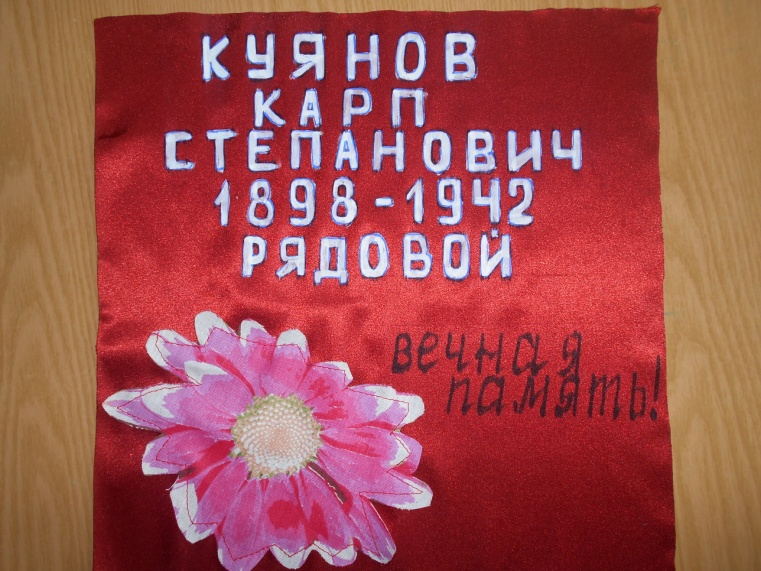 КУЯНОВ
КАРП
СТЕПАНОВИЧ
1898-1942
РЯДОВОЙ
вечная
память!